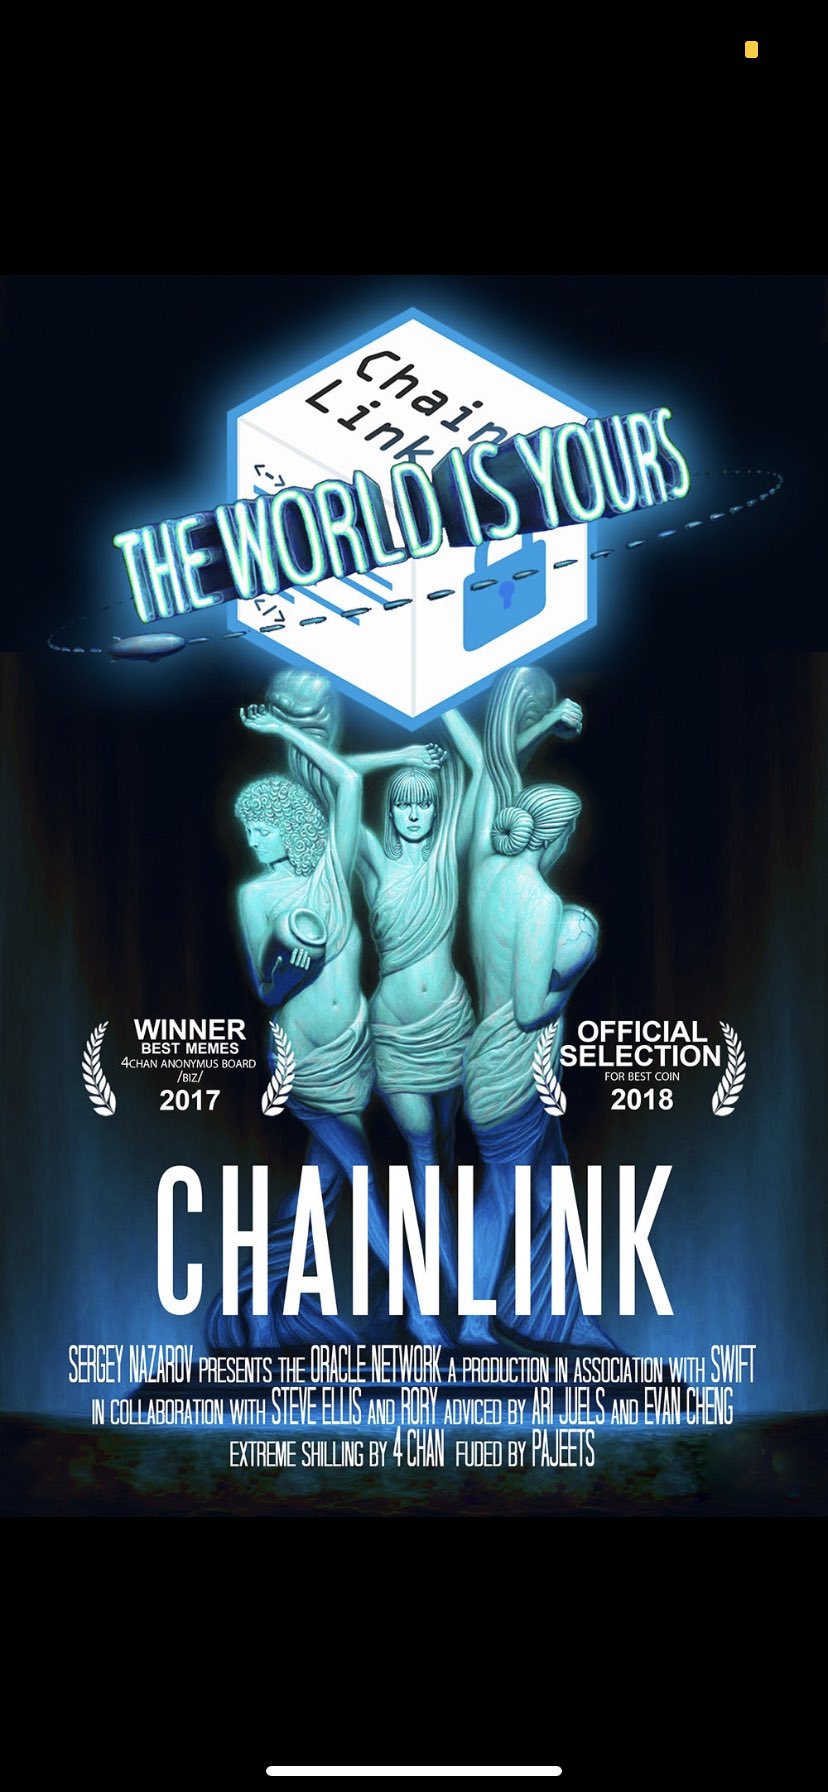 Chain
Link
<->
THE WORLD IS YOURS
</>
WINNER
BEST MEMES
4CHAN ANONYMUS BOARD
/BIZ/
2017
OFFICIAL
SELECTION
FOR BEST COIN
2018
CHAINLINK
SERGEY NAZAROV PRESENTS THE ORACLE NETWORK A PRODUCTION IN ASSOCIATION WITH SWIFT
IN COLLABORATION WITH STEVE ELLIS AND RORY ADVICED BY ARI JUELS AND EVAN CHENG
EXTREME SHILLING BY 4 CHAN FUDED BY PAJEETS